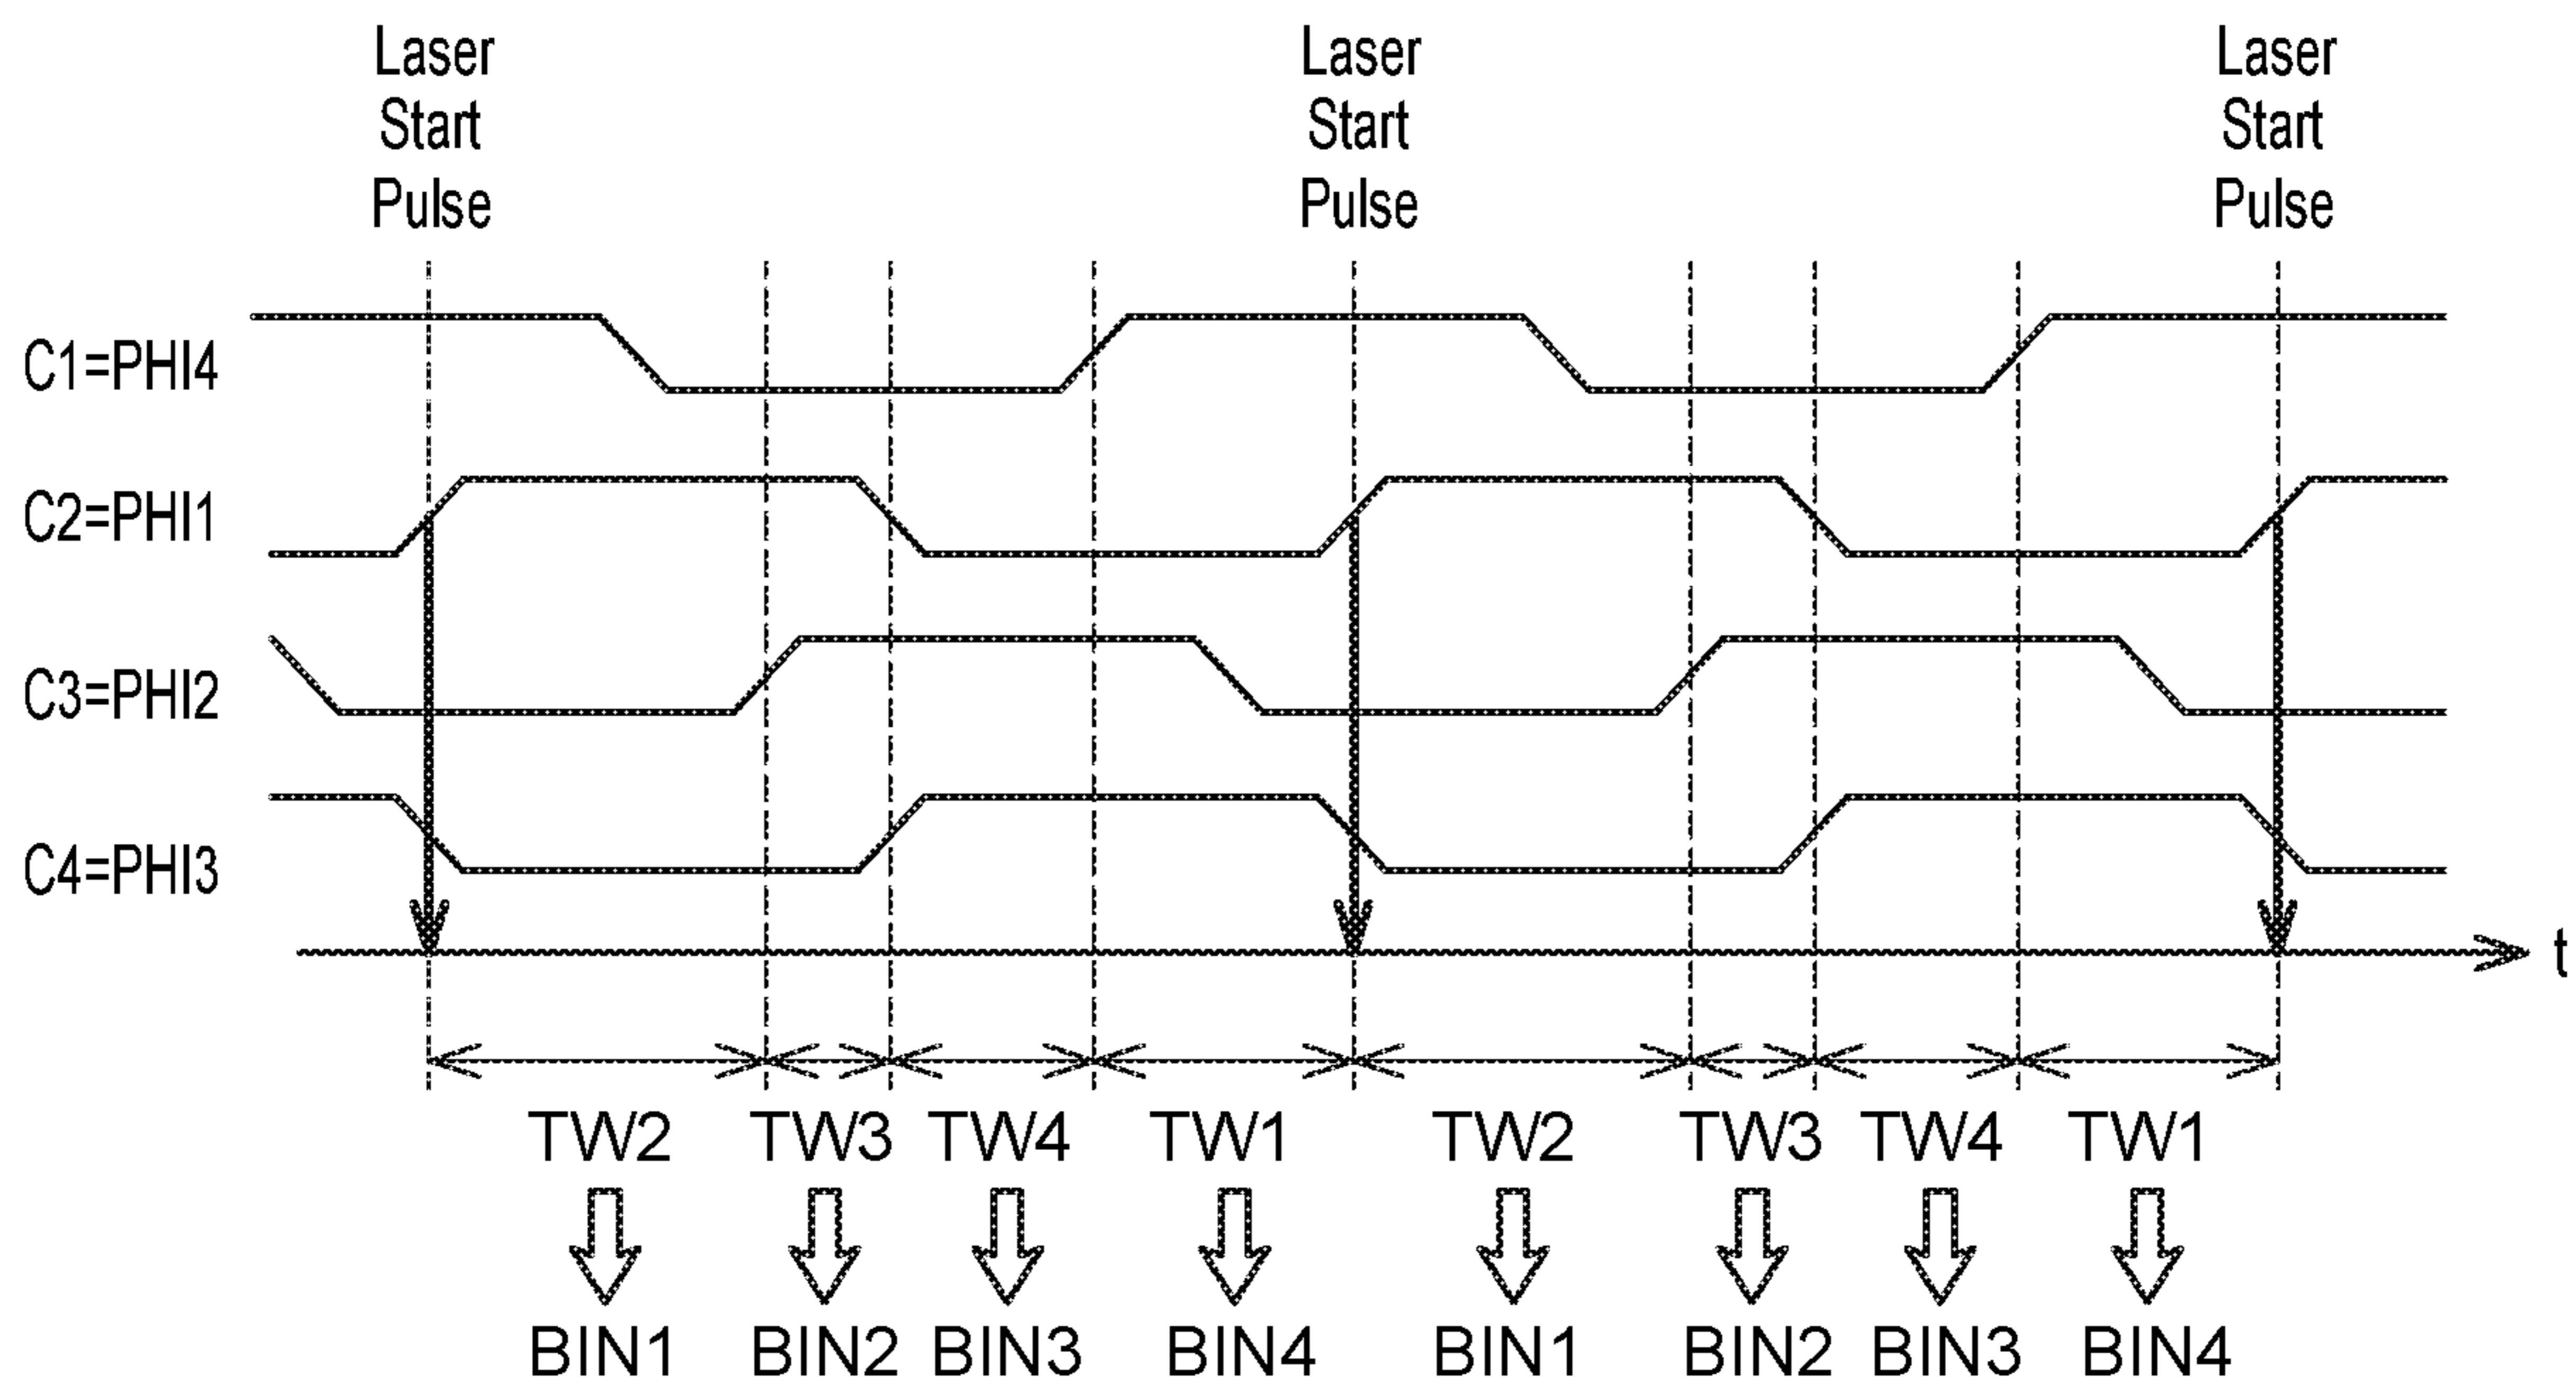 Laser Start Pulse
Laser Start Pulse
Laser Start Pulse
C1=PHI4
C2=PHI1
C3=PHI2
C4=PHI3
t
TW2 TW3 TW4 TW1 TW2 TW3 TW4 TW1
BIN1 BIN2 BIN3 BIN4 BIN1 BIN2 BIN3 BIN4